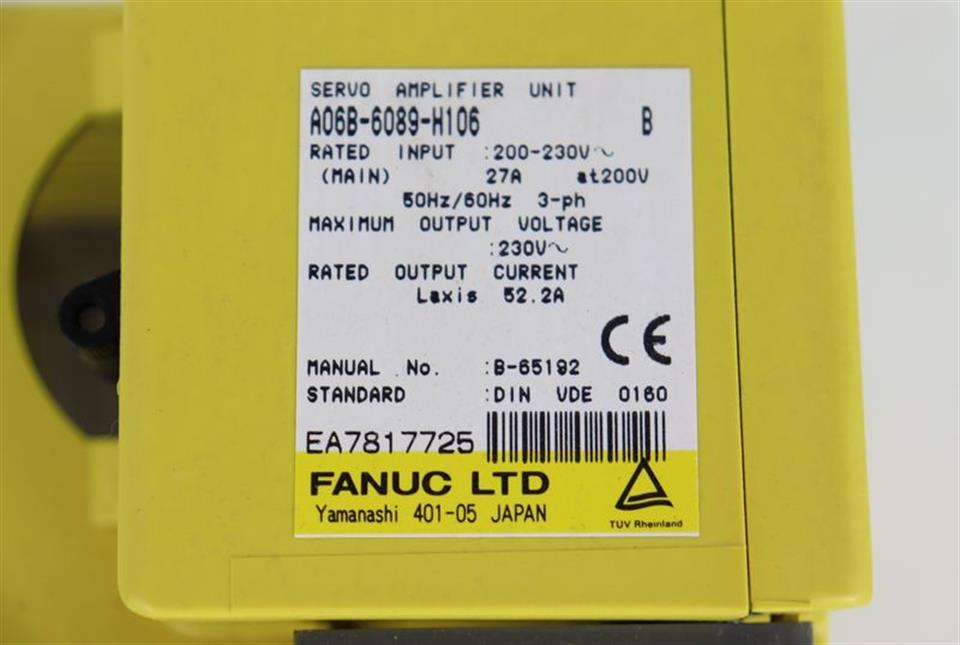 SERVO AMPLIFIER UNIT
A06B-6089-H106 B
RATED INPUT :200-230V~
(MAIN) 27A at200V
50Hz/60Hz 3-ph
MAXIMUM OUTPUT VOLTAGE
:230V~
RATED OUTPUT CURRENT
Laxis 52.2A
CE
MANUAL No. :B-65192
STANDARD :DIN VDE 0160
EA7817725
FANUC LTD
Yamanashi 401-05 JAPAN
TUV Rheinland